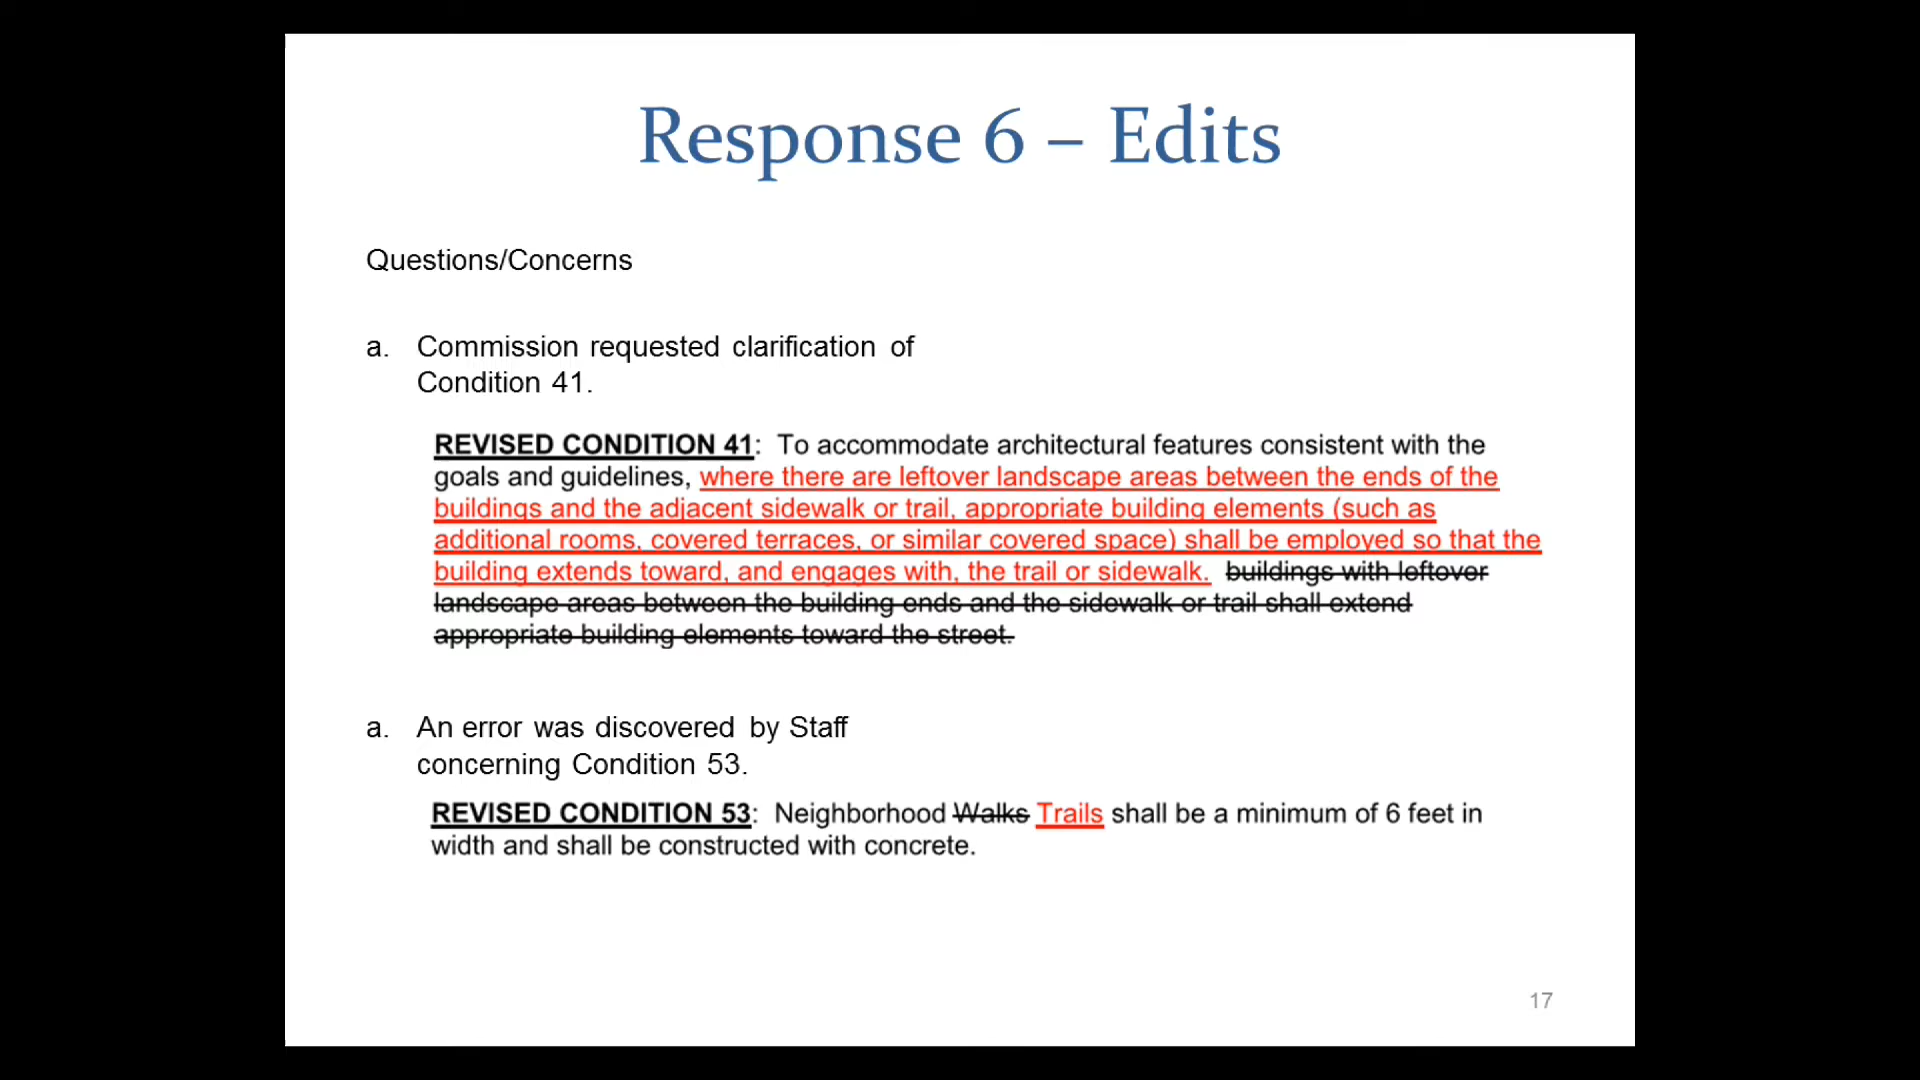 Response 6 – Edits
Questions/Concerns
a. Commission requested clarification of
Condition 41.
REVISED CONDITION 41: To accommodate architectural features consistent with the
goals and guidelines, where there are leftover landscape areas between the ends of the
buildings and the adjacent sidewalk or trail, appropriate building elements (such as
additional rooms, covered terraces, or similar covered space) shall be employed so that the
building extends toward, and engages with, the trail or sidewalk. buildings with leftover
landscape areas between the building ends and the sidewalk or trail shall extend
appropriate building elements toward the street.
a. An error was discovered by Staff
concerning Condition 53.
REVISED CONDITION 53: Neighborhood Walks Trails shall be a minimum of 6 feet in
width and shall be constructed with concrete.
17